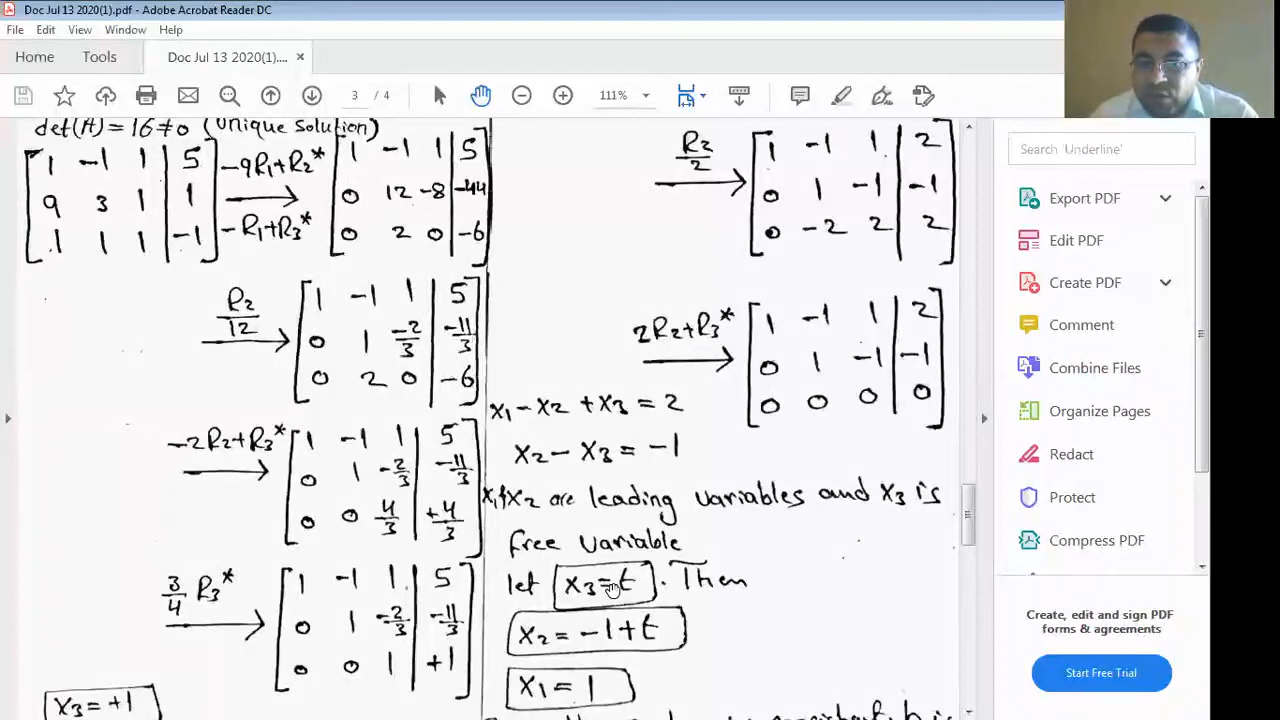 Doc Jul 13 2020(1).pdf - Adobe Acrobat Reader DC
File Edit View Window Help
Home Tools Doc Jul 13 2020(1).... ×
3 / 4 111%
det(A) = 16 ≠ 0 (Unique Solution)
1 -1 1 | 5
9 3 1 | 1
1 1 1 | -1
-9R1+R2*
-R1+R3*
1 -1 1 | 5
0 12 -8 | -44
0 2 0 | -6
R2/12
1 -1 1 | 5
0 1 -2/3 | -11/3
0 2 0 | -6
-2R2+R3*
1 -1 1 | 5
0 1 -2/3 | -11/3
0 0 4/3 | +4/3
3/4 R3*
1 -1 1 | 5
0 1 -2/3 | -11/3
0 0 1 | +1
x3 = +1
R2/2
1 -1 1 | 2
0 1 -1 | -1
0 -2 2 | 2
2R2+R3*
1 -1 1 | 2
0 1 -1 | -1
0 0 0 | 0
x1 - x2 + x3 = 2
x2 - x3 = -1
x1 & x2 are leading variables and x3 is
free variable
let x3 = t . Then
x2 = -1+t
x1 = 1
Search 'Underline'
Export PDF
Edit PDF
Create PDF
Comment
Combine Files
Organize Pages
Redact
Protect
Compress PDF
Create, edit and sign PDF
forms & agreements
Start Free Trial